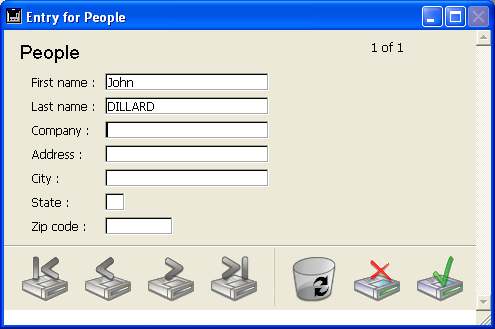 Entry for People
People
1 of 1
First name : John
Last name : DILLARD
Company :
Address :
City :
State :
Zip code :